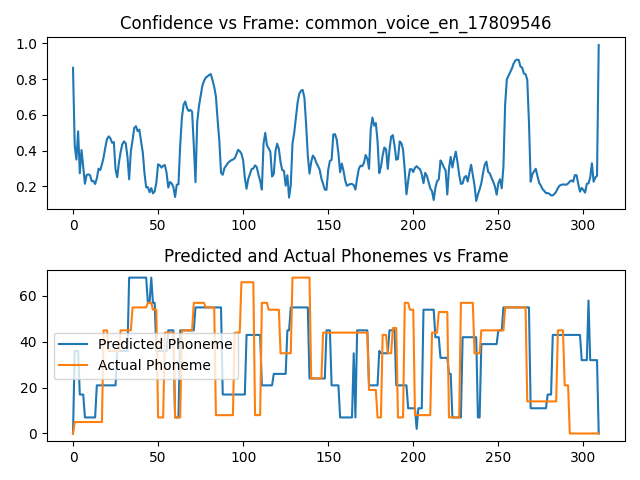 Confidence vs Frame: common_voice_en_17809546
1.0
0.8
0.6
0.4
0.2
0 50 100 150 200 250 300
Predicted and Actual Phonemes vs Frame
60
40
20
0
Predicted Phoneme
Actual Phoneme
0 50 100 150 200 250 300